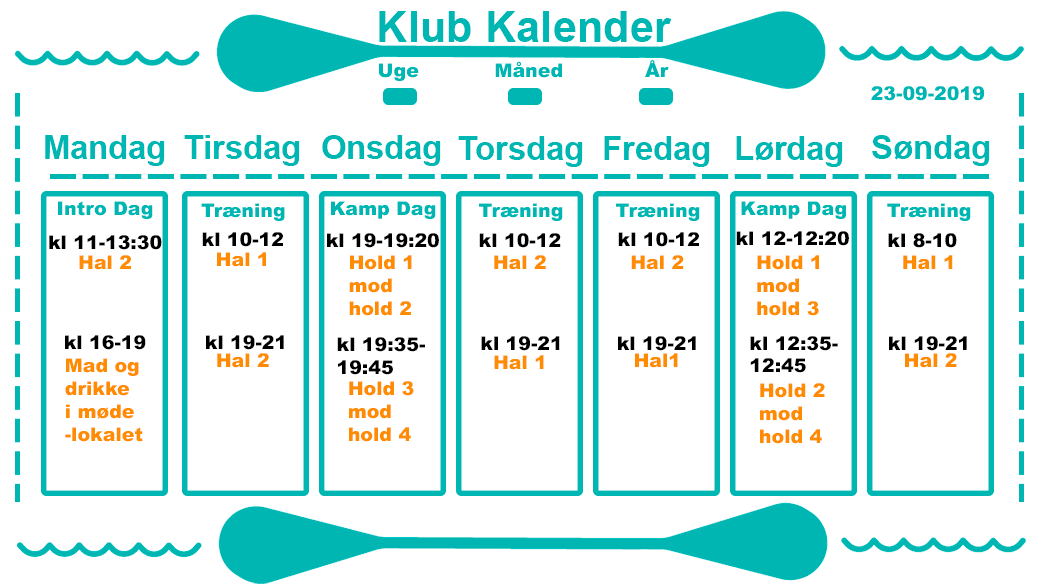 Klub Kalender
Uge
Måned
År
23-09-2019
Mandag
Tirsdag
Onsdag
Torsdag
Fredag
Lørdag
Søndag
Intro Dag
kl 11-13:30
Hal 2
kl 16-19
Mad og
drikke
i møde
-lokalet
Træning
kl 10-12
Hal 1
kl 19-21
Hal 2
Kamp Dag
kl 19-19:20
Hold 1
mod
hold 2
kl 19:35-
19:45
Hold 3
mod
hold 4
Træning
kl 10-12
Hal 2
kl 19-21
Hal 1
Træning
kl 10-12
Hal 2
kl 19-21
Hal1
Kamp Dag
kl 12-12:20
Hold 1
mod
hold 3
kl 12:35-
12:45
Hold 2
mod
hold 4
Træning
kl 8-10
Hal 1
kl 19-21
Hal 2